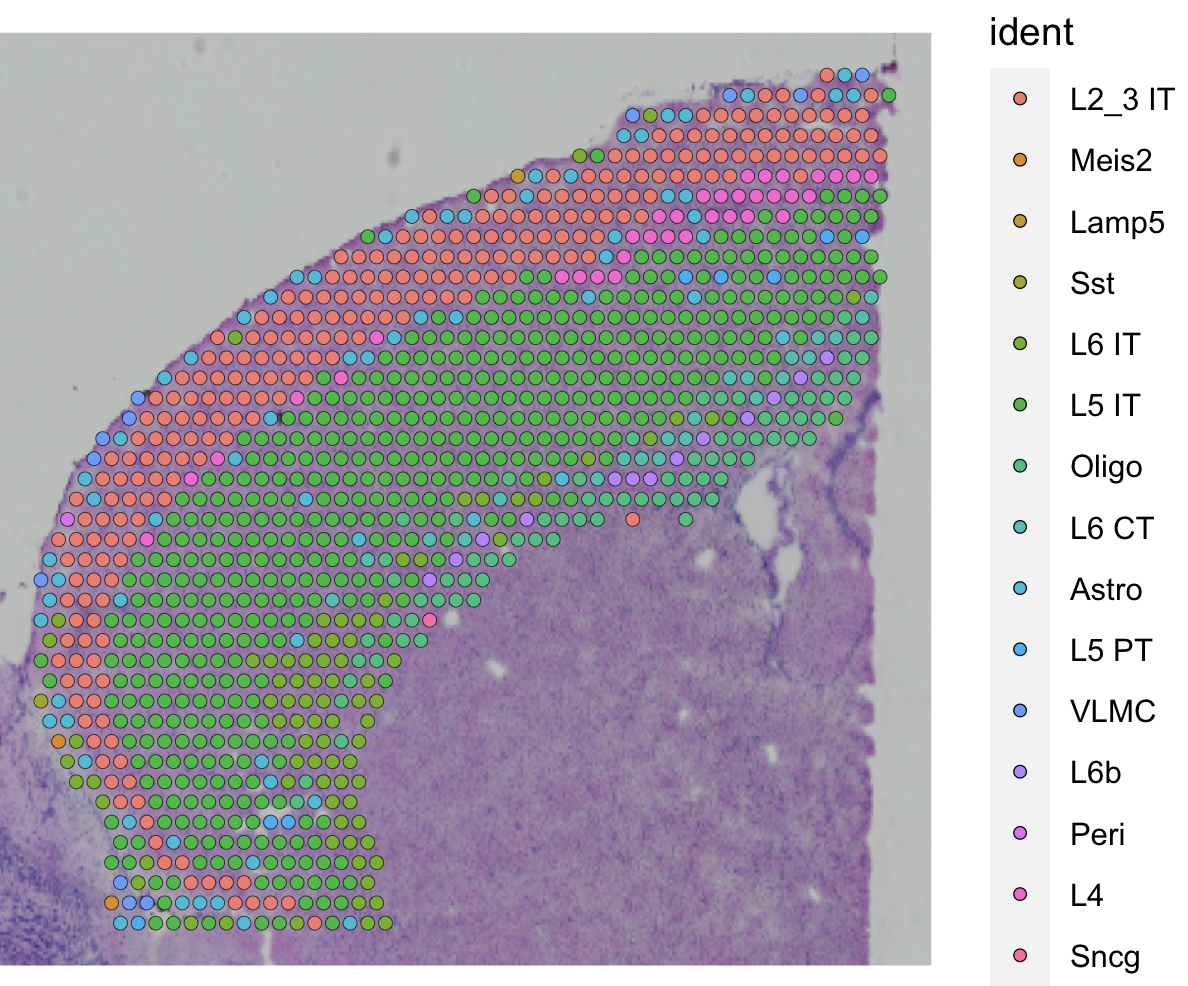 ident
L2_3 IT
Meis2
Lamp5
Sst
L6 IT
L5 IT
Oligo
L6 CT
Astro
L5 PT
VLMC
L6b
Peri
L4
Sncg